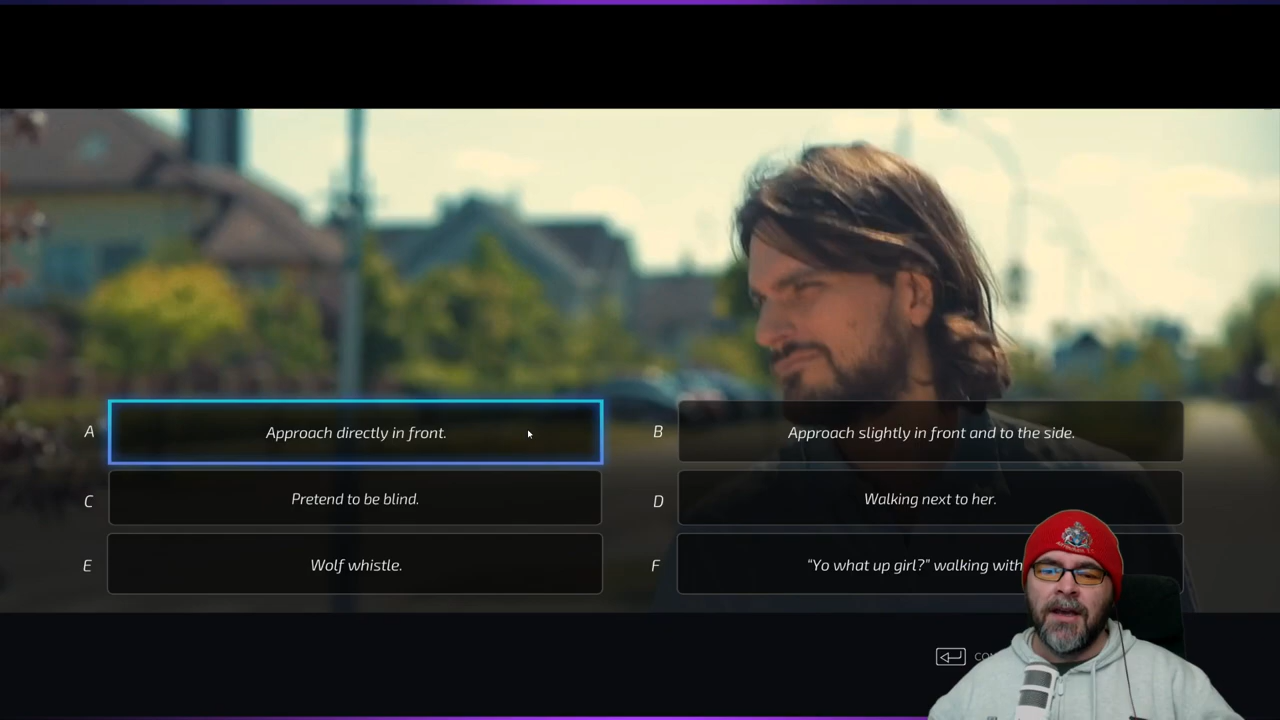 A
Approach directly in front.
B
Approach slightly in front and to the side.
C
Pretend to be blind.
D
Walking next to her.
E
Wolf whistle.
F
“Yo what up girl?” walking with